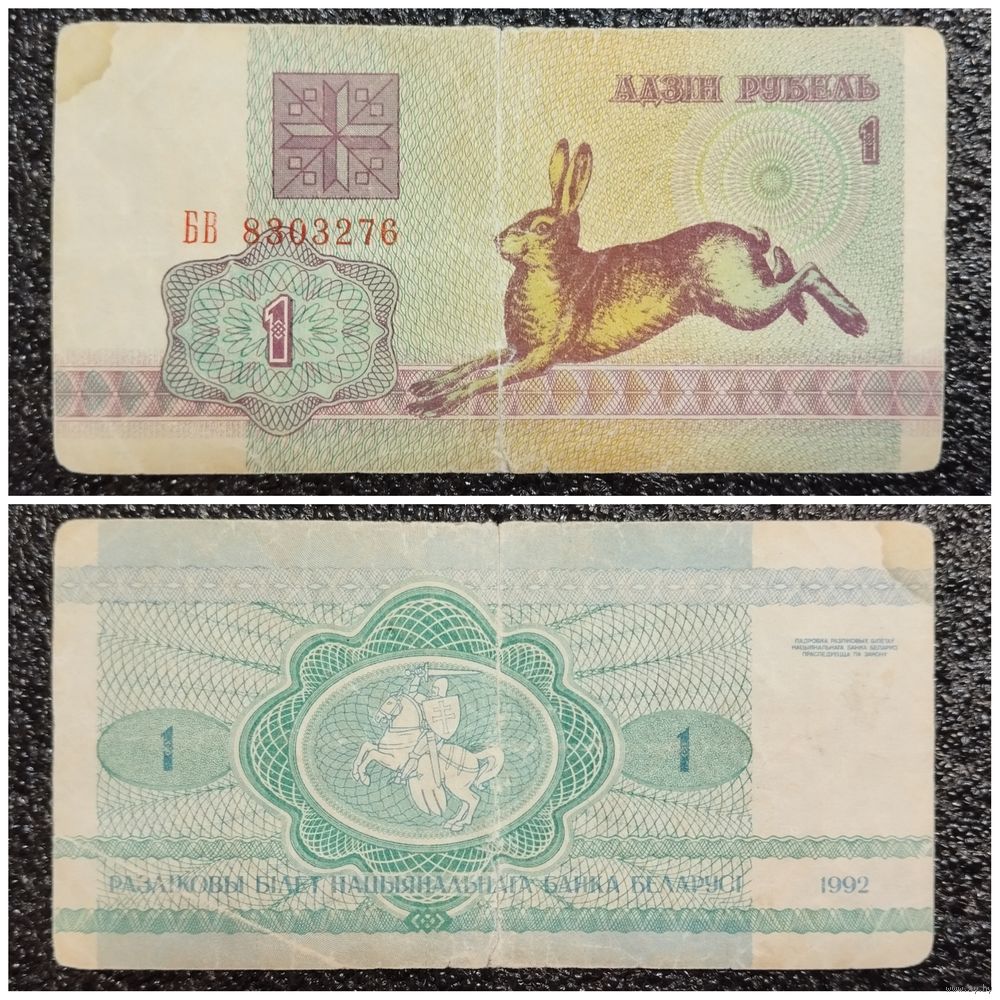 АДЗІН РУБЕЛЬ
1
БВ 8303276
1
ПАДРОБКА РАЗЛІКОВЫХ БІЛЕТАЎ
НАЦЫЯНАЛЬНАГА БАНКА БЕЛАРУСІ
ПРАСЛЕДУЕЦЦА ПА ЗАКОНУ
1 1
РАЗЛІКОВЫ БІЛЕТ НАЦЫЯНАЛЬНАГА БАНКА БЕЛАРУСІ 1992